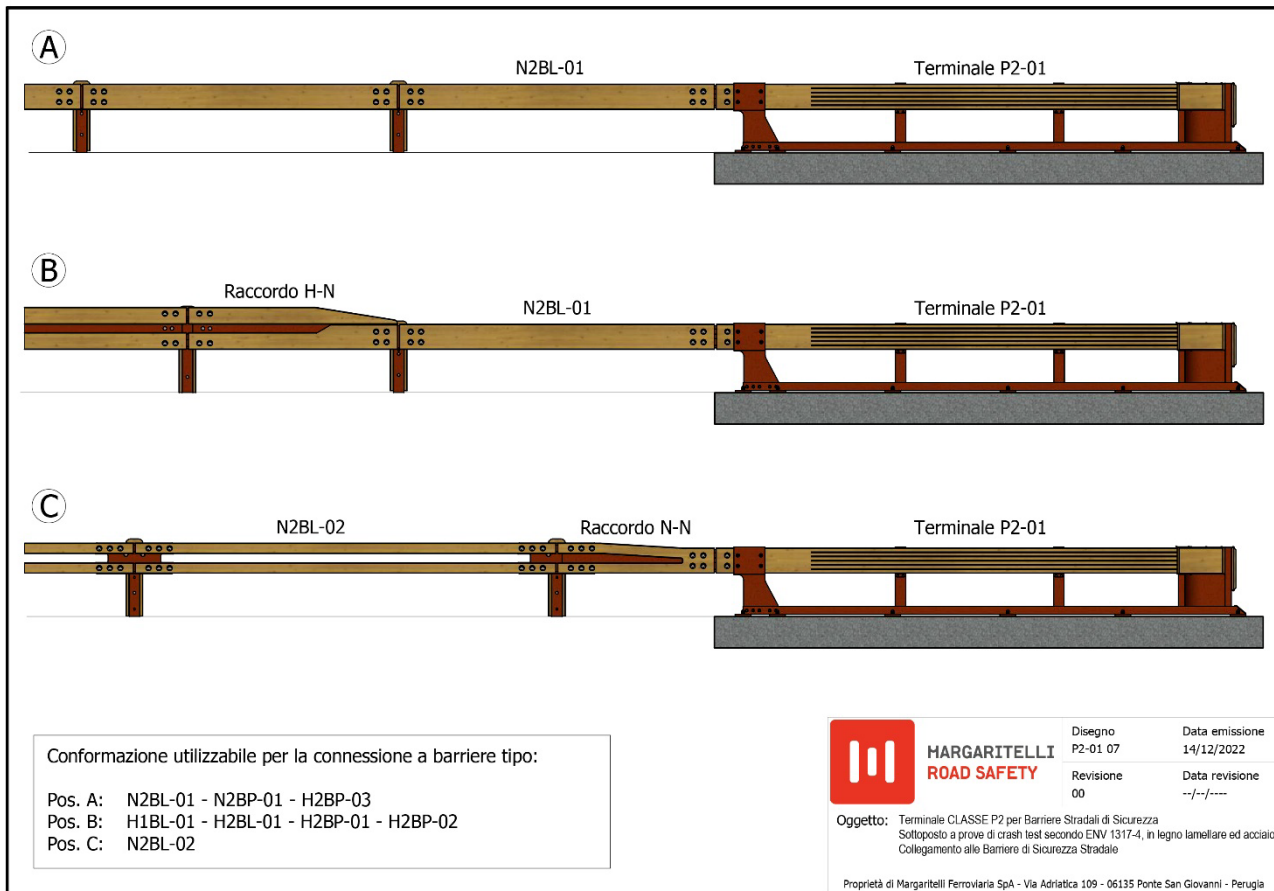 A
N2BL-01 Terminale P2-01
B
Raccordo H-N N2BL-01 Terminale P2-01
C
N2BL-02 Raccordo N-N Terminale P2-01
Conformazione utilizzabile per la connessione a barriere tipo:
Pos. A: N2BL-01 - N2BP-01 - H2BP-03
Pos. B: H1BL-01 - H2BL-01 - H2BP-01 - H2BP-02
Pos. C: N2BL-02
MARGARITELLI
ROAD SAFETY
Disegno Data emissione
P2-01 07 14/12/2022
Revisione Data revisione
00 --/--/----
Oggetto: Terminale CLASSE P2 per Barriere Stradali di Sicurezza
Sottoposto a prove di crash test secondo ENV 1317-4, in legno lamellare ed acciaio
Collegamento alle Barriere di Sicurezza Stradale
Proprietà di Margaritelli Ferroviaria SpA - Via Adriatica 109 - 06135 Ponte San Giovanni - Perugia